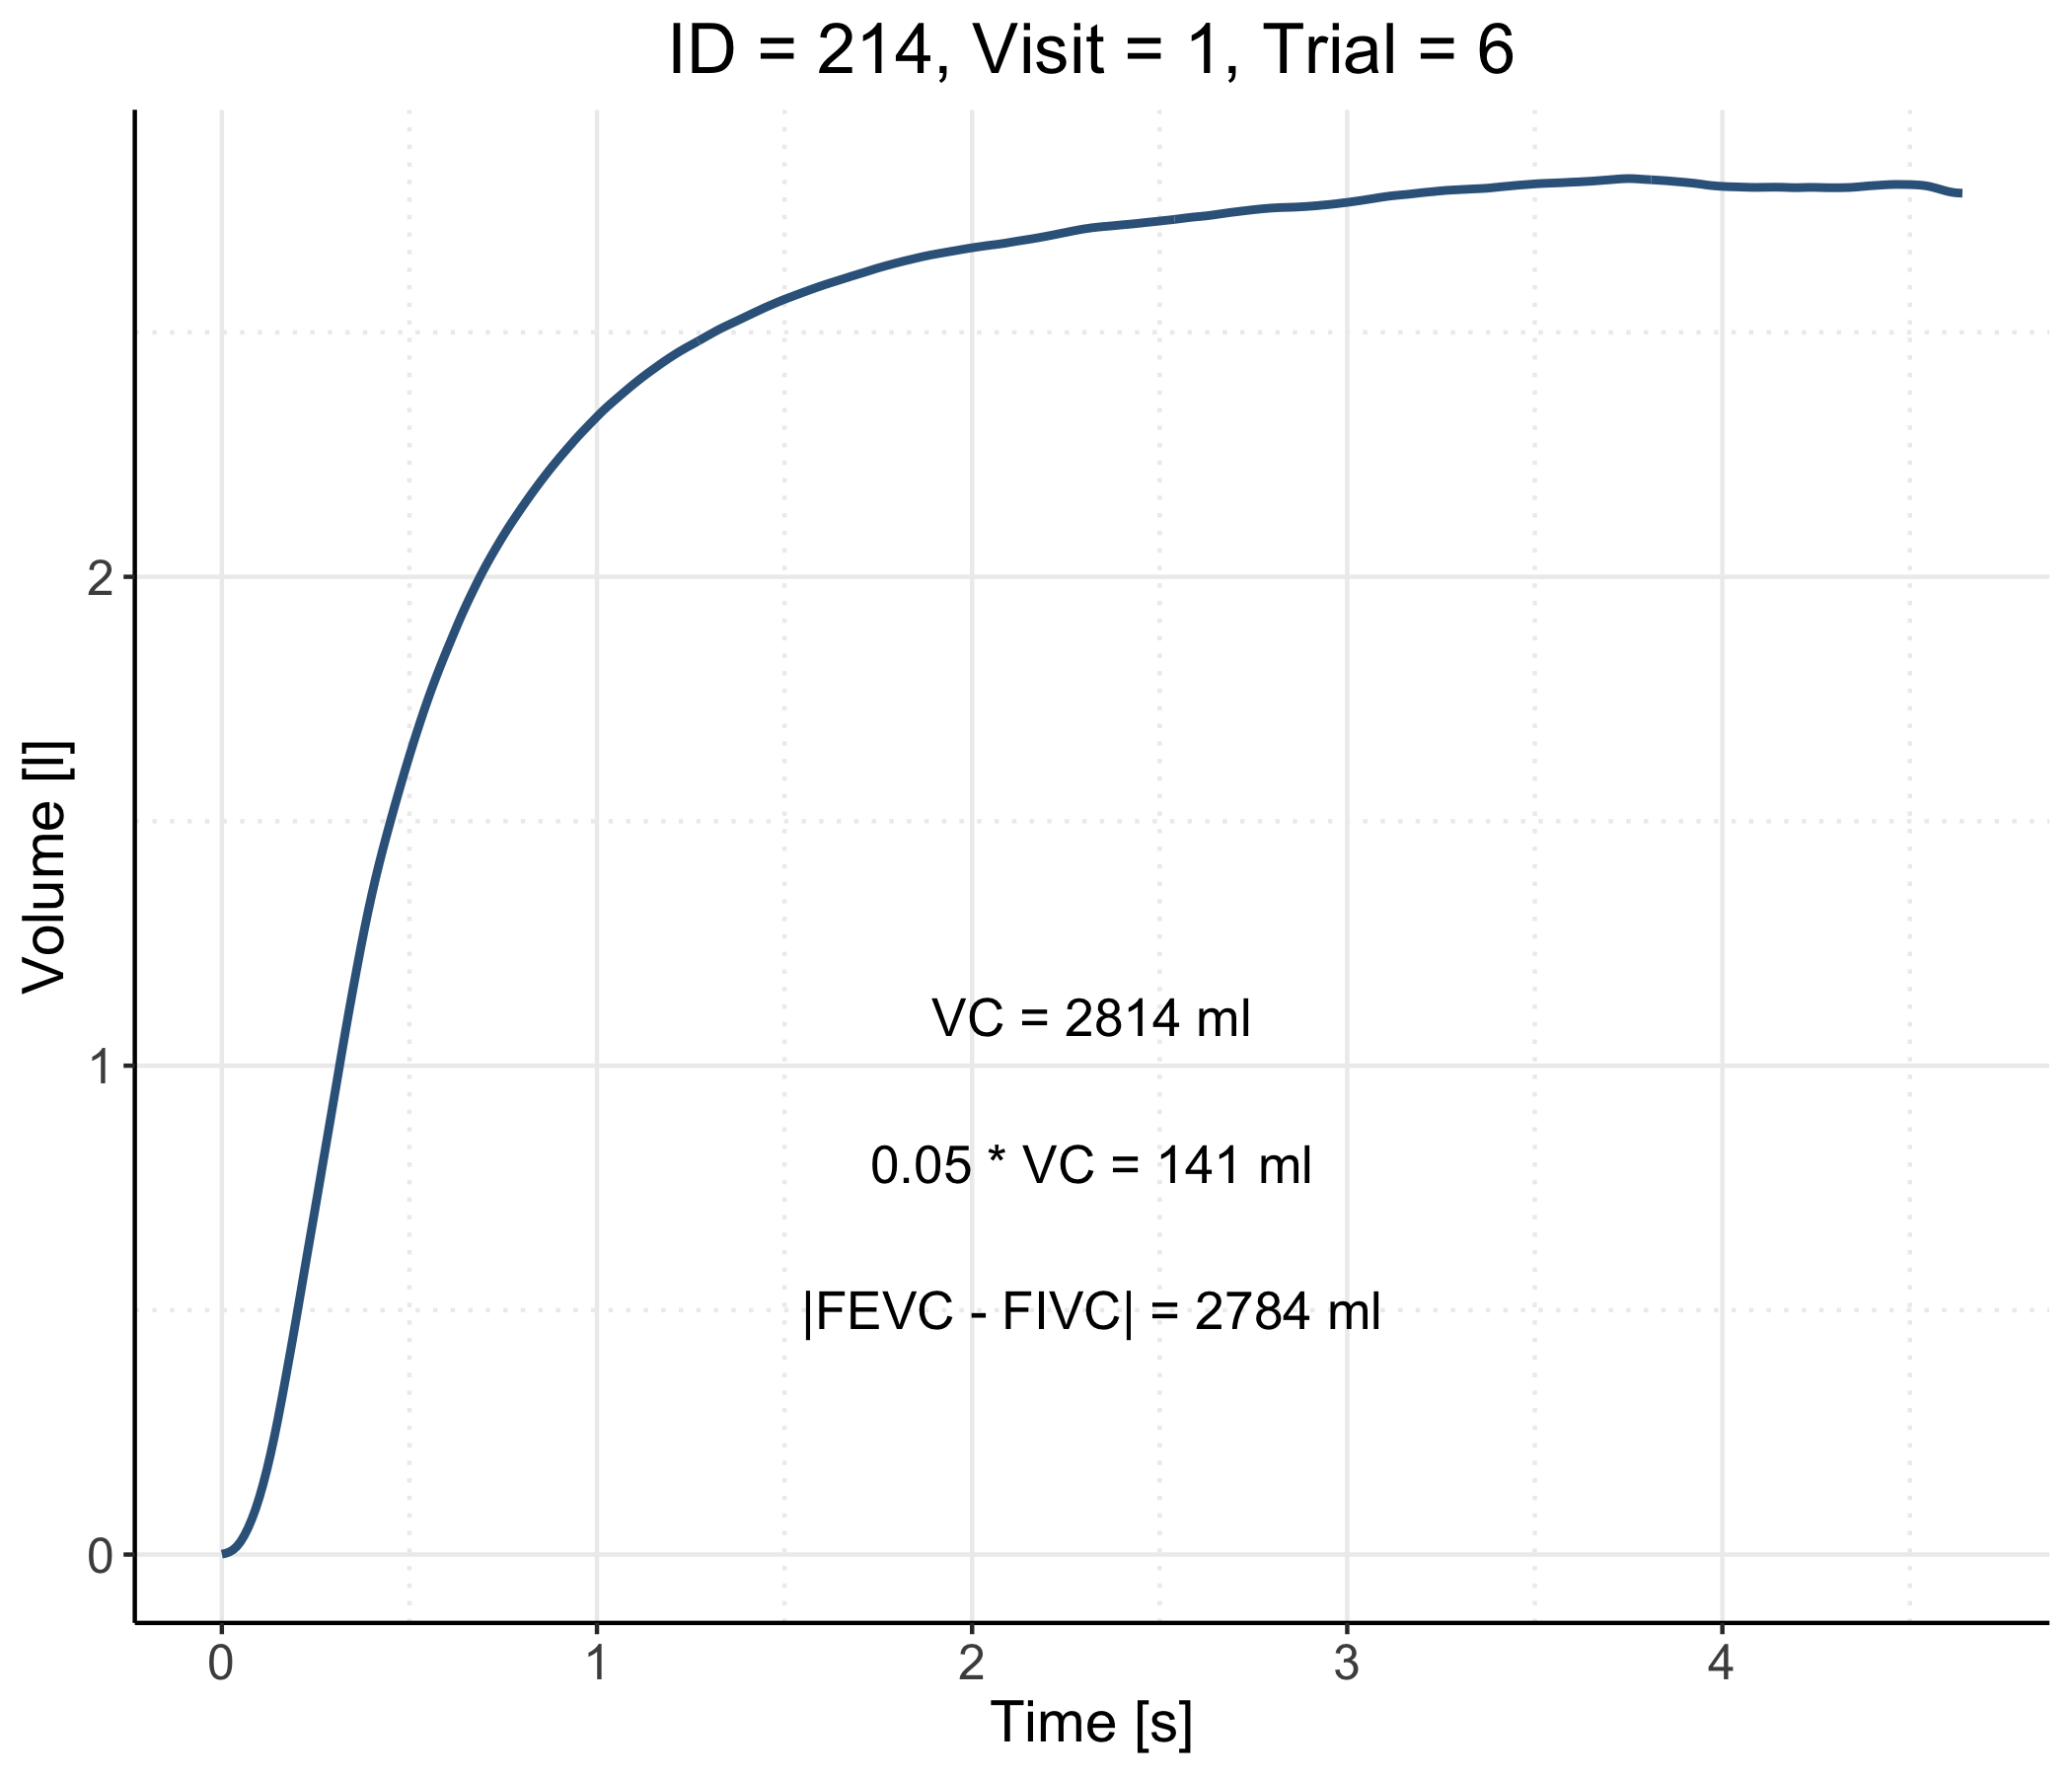 ID = 214, Visit = 1, Trial = 6
Volume [l]
2
1
0
VC = 2814 ml
0.05 * VC = 141 ml
|FEVC - FIVC| = 2784 ml
0 1 2 3 4
Time [s]